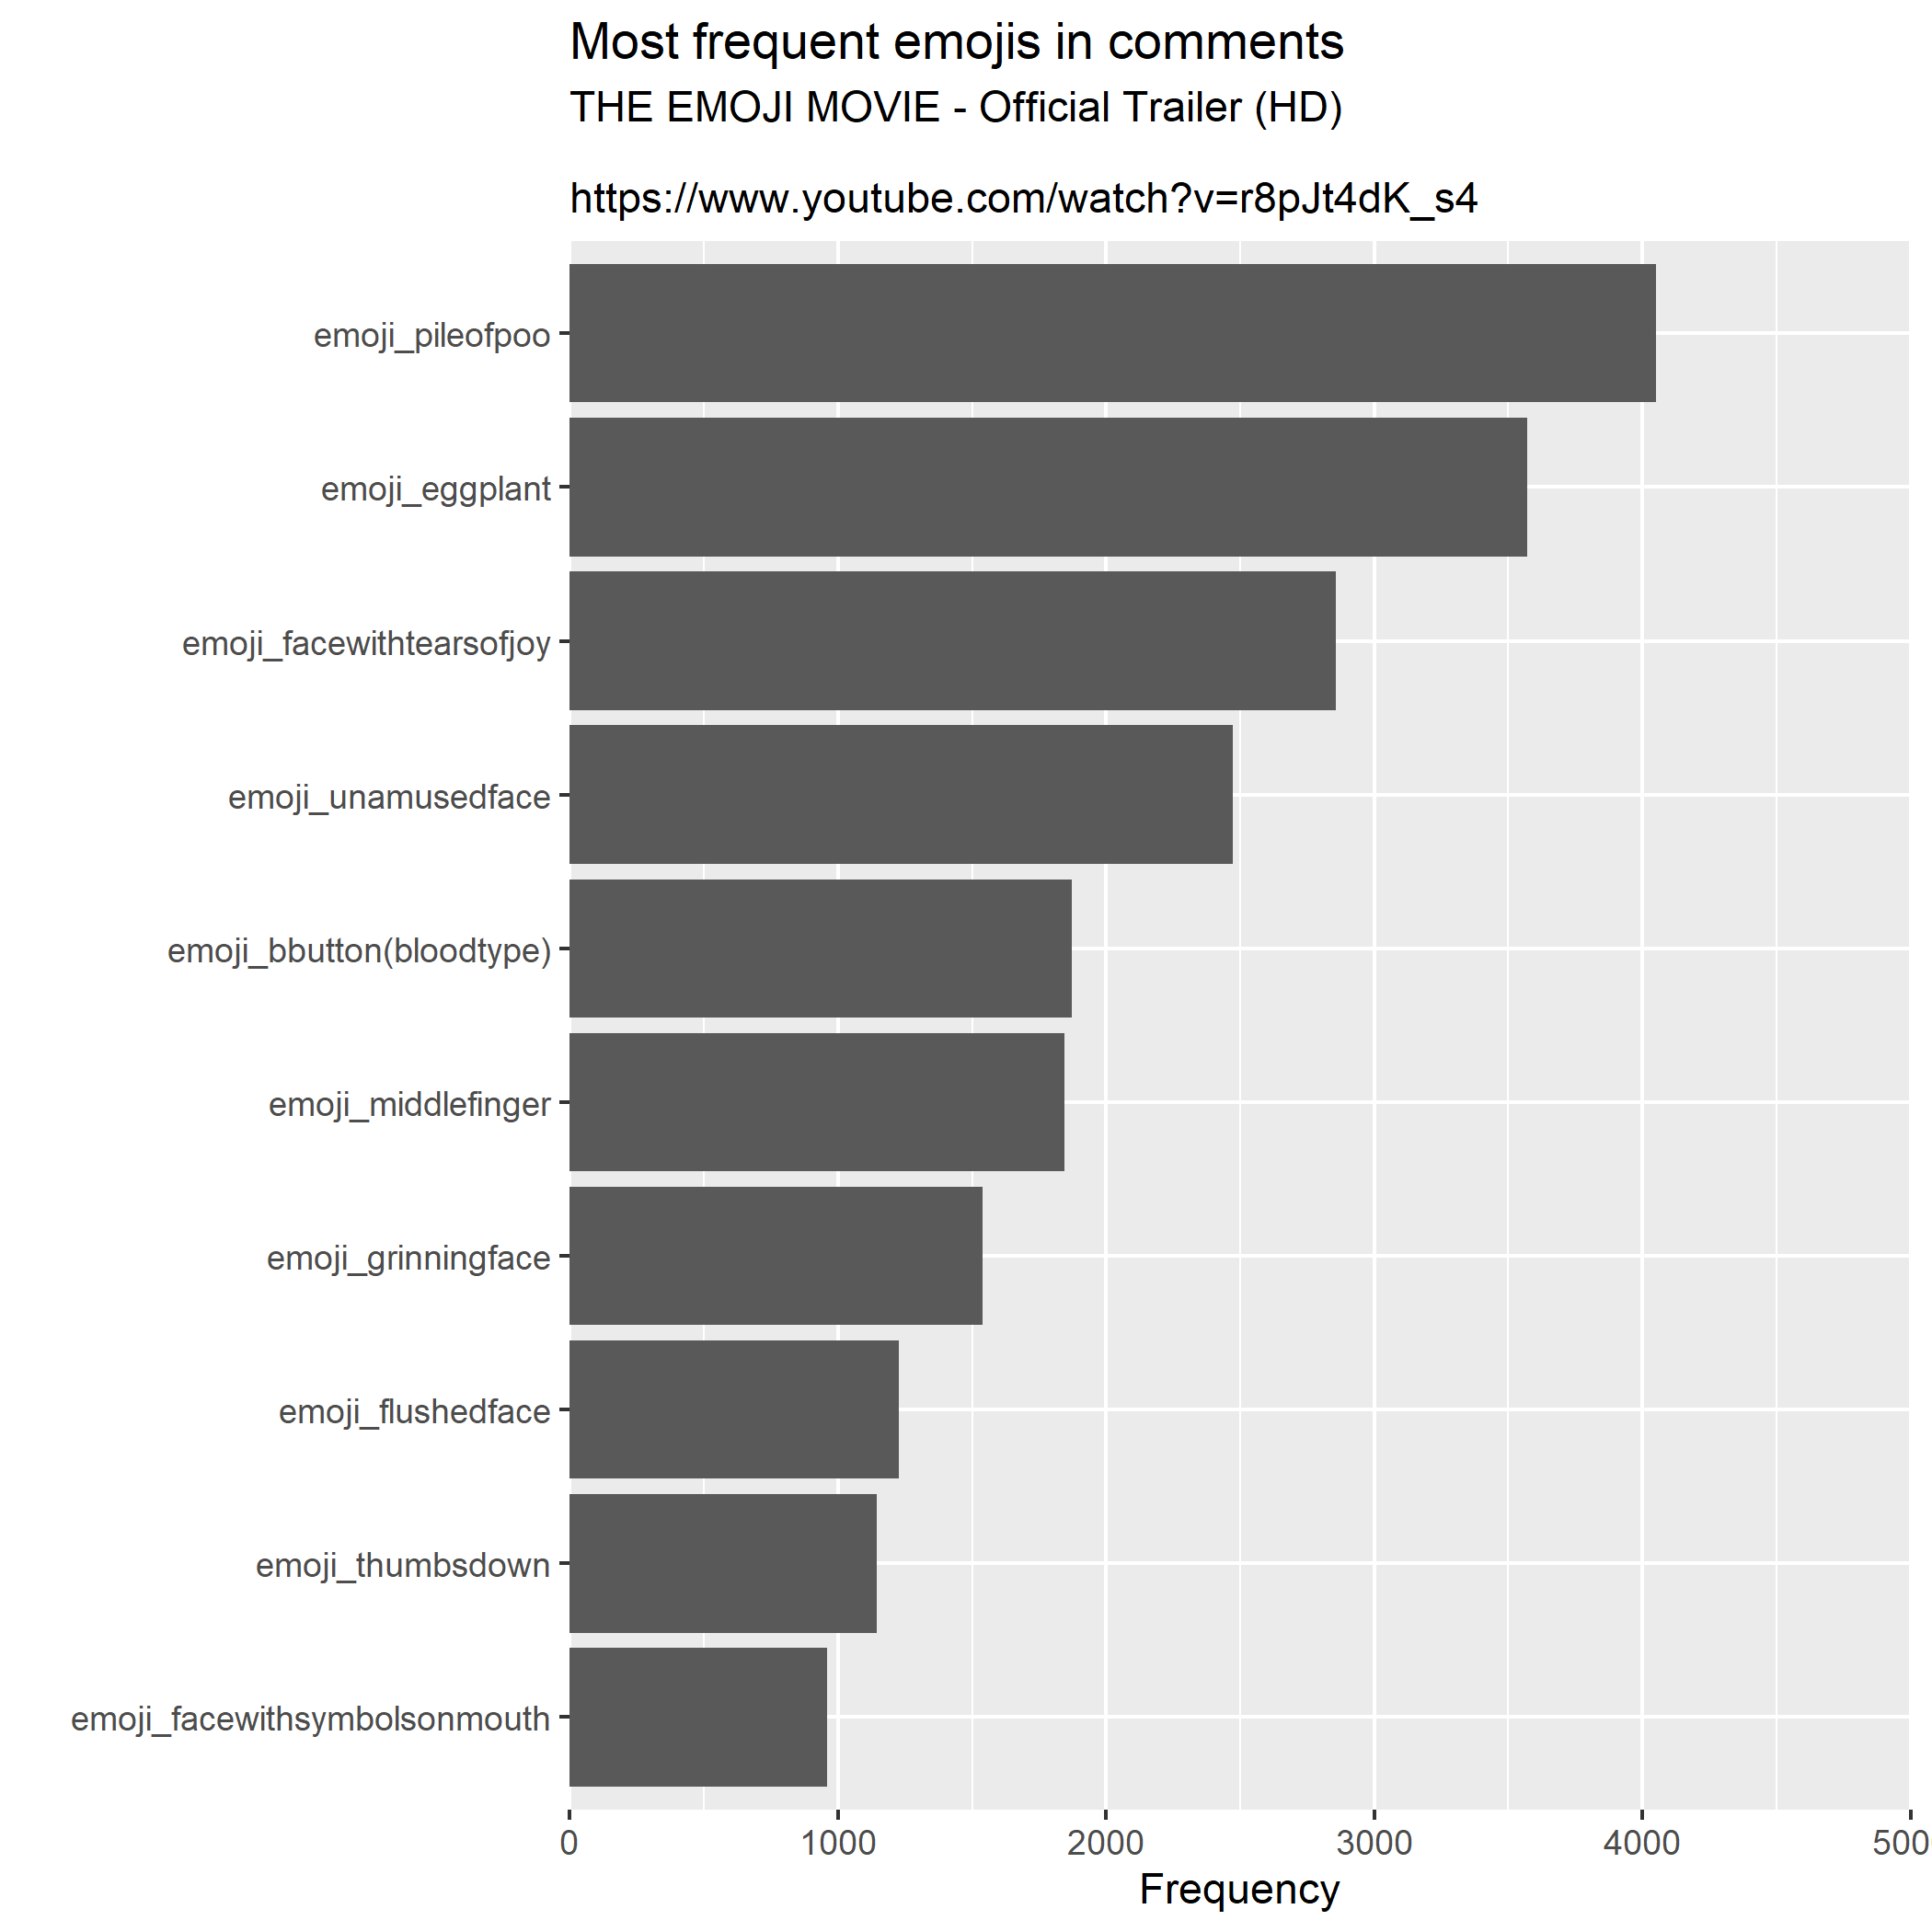 Most frequent emojis in comments
THE EMOJI MOVIE - Official Trailer (HD)
https://www.youtube.com/watch?v=r8pJt4dK_s4
emoji_pileofpoo
emoji_eggplant
emoji_facewithtearsofjoy
emoji_unamusedface
emoji_bbutton(bloodtype)
emoji_middlefinger
emoji_grinningface
emoji_flushedface
emoji_thumbsdown
emoji_facewithsymbolsonmouth
0 1000 2000 3000 4000 500
Frequency